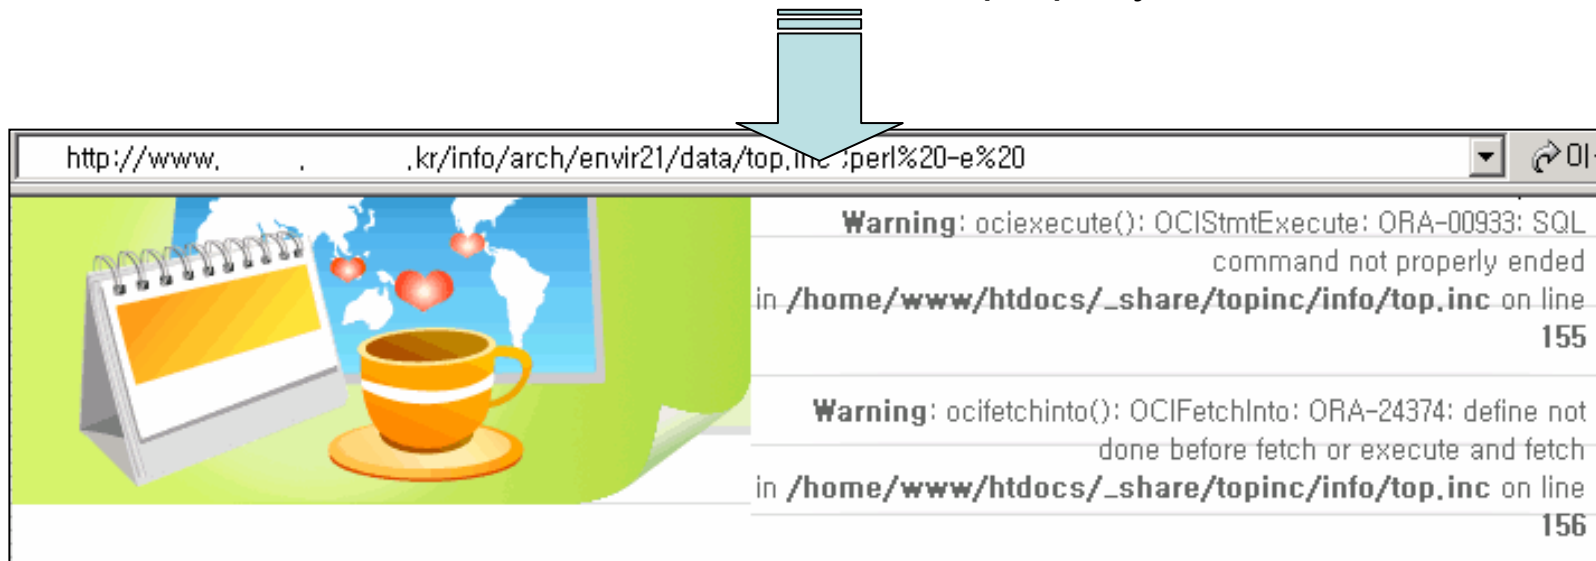 http://www. . .kr/info/arch/envir21/data/top.inc ;perl%20-e%20
Warning: ociexecute(): OCIStmtExecute: ORA-00933: SQL
command not properly ended
in /home/www/htdocs/_share/topinc/info/top.inc on line
155
Warning: ocifetchinto(): OCIFetchInto: ORA-24374: define not
done before fetch or execute and fetch
in /home/www/htdocs/_share/topinc/info/top.inc on line
156